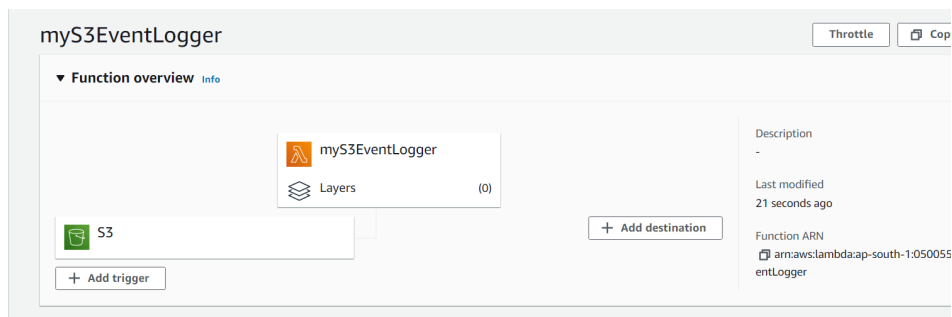 myS3EventLogger
Throttle
Function overview Info
myS3EventLogger
Layers (0)
S3
Add trigger
Add destination
Description
-
Last modified
21 seconds ago
Function ARN
arn:aws:lambda:ap-south-1:050055
entLogger